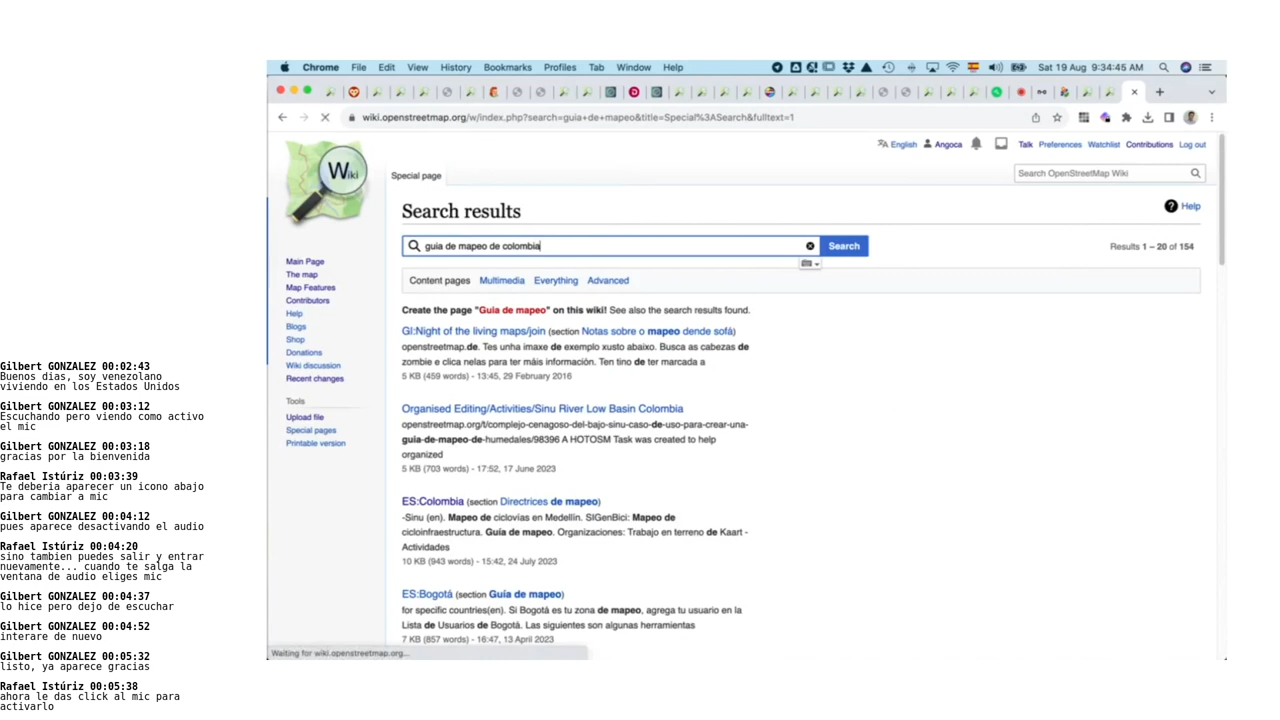 Chrome File Edit View History Bookmarks Profiles Tab Window Help Sat 19 Aug 9:34:45 AM
wiki.openstreetmap.org/w/index.php?search=guia+de+mapeo&title=Special%3ASearch&fulltext=1
English Angoca Talk Preferences Watchlist Contributions Log out
Wiki
Special page
Search OpenStreetMap Wiki
Search results
Help
guia de mapeo de colombia
Search
Results 1 – 20 of 154
Content pages Multimedia Everything Advanced
Main Page
The map
Map Features
Contributors
Help
Blogs
Shop
Donations
Wiki discussion
Recent changes
Tools
Upload file
Special pages
Printable version
Create the page "Guia de mapeo" on this wiki! See also the search results found.
Gl:Night of the living maps/join (section Notas sobre o mapeo dende sofá)
openstreetmap.de. Tes unha imaxe de exemplo xusto abaixo. Busca as cabezas de
zombie e clica nelas para ter máis información. Ten tino de ter marcada a
5 KB (459 words) - 13:45, 29 February 2016
Organised Editing/Activities/Sinu River Low Basin Colombia
openstreetmap.org/t/complejo-cenagoso-del-bajo-sinu-caso-de-uso-para-crear-una-
guia-de-mapeo-de-humedales/98396 A HOTOSM Task was created to help
organized
5 KB (703 words) - 17:52, 17 June 2023
ES:Colombia (section Directrices de mapeo)
-Sinu (en). Mapeo de ciclovías en Medellín. SIGenBici: Mapeo de
cicloinfraestructura. Guía de mapeo. Organizaciones: Trabajo en terreno de Kaart -
Actividades
10 KB (943 words) - 15:42, 24 July 2023
ES:Bogotá (section Guía de mapeo)
for specific countries(en). Si Bogotá es tu zona de mapeo, agrega tu usuario en la
Lista de Usuarios de Bogotá. Las siguientes son algunas herramientas
7 KB (857 words) - 16:47, 13 April 2023
Waiting for wiki.openstreetmap.org...
Gilbert GONZALEZ 00:02:43
Buenos dias, soy venezolano
viviendo en los Estados Unidos
Gilbert GONZALEZ 00:03:12
Escuchando pero viendo como activo
el mic
Gilbert GONZALEZ 00:03:18
gracias por la bienvenida
Rafael Istúriz 00:03:39
Te deberia aparecer un icono abajo
para cambiar a mic
Gilbert GONZALEZ 00:04:12
pues aparece desactivando el audio
Rafael Istúriz 00:04:20
sino tambien puedes salir y entrar
nuevamente... cuando te salga la
ventana de audio eliges mic
Gilbert GONZALEZ 00:04:37
lo hice pero dejo de escuchar
Gilbert GONZALEZ 00:04:52
interare de nuevo
Gilbert GONZALEZ 00:05:32
listo, ya aparece gracias
Rafael Istúriz 00:05:38
ahora le das click al mic para
activarlo